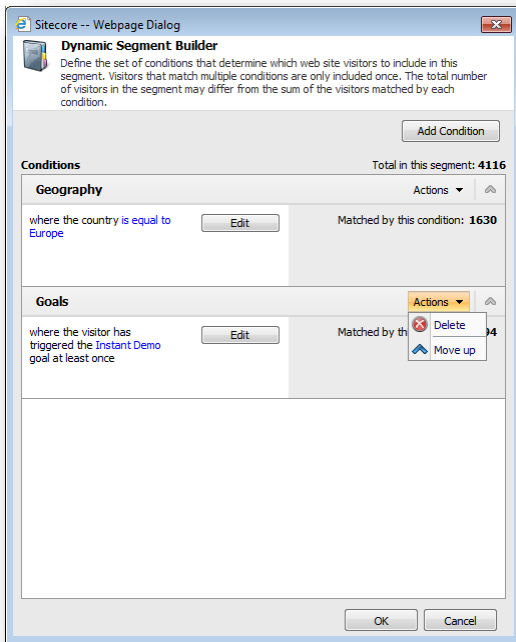 Sitecore -- Webpage Dialog
Dynamic Segment Builder
Define the set of conditions that determine which web site visitors to include in this
segment. Visitors that match multiple conditions are only included once. The total number
of visitors in the segment may differ from the sum of the visitors matched by each
condition.
Add Condition
Conditions Total in this segment: 4116
Geography Actions
where the country is equal to Edit Matched by this condition: 1630
Europe
Goals Actions
Delete
where the visitor has Edit Matched by
triggered the Instant Demo
Move up
goal at least once
OK Cancel